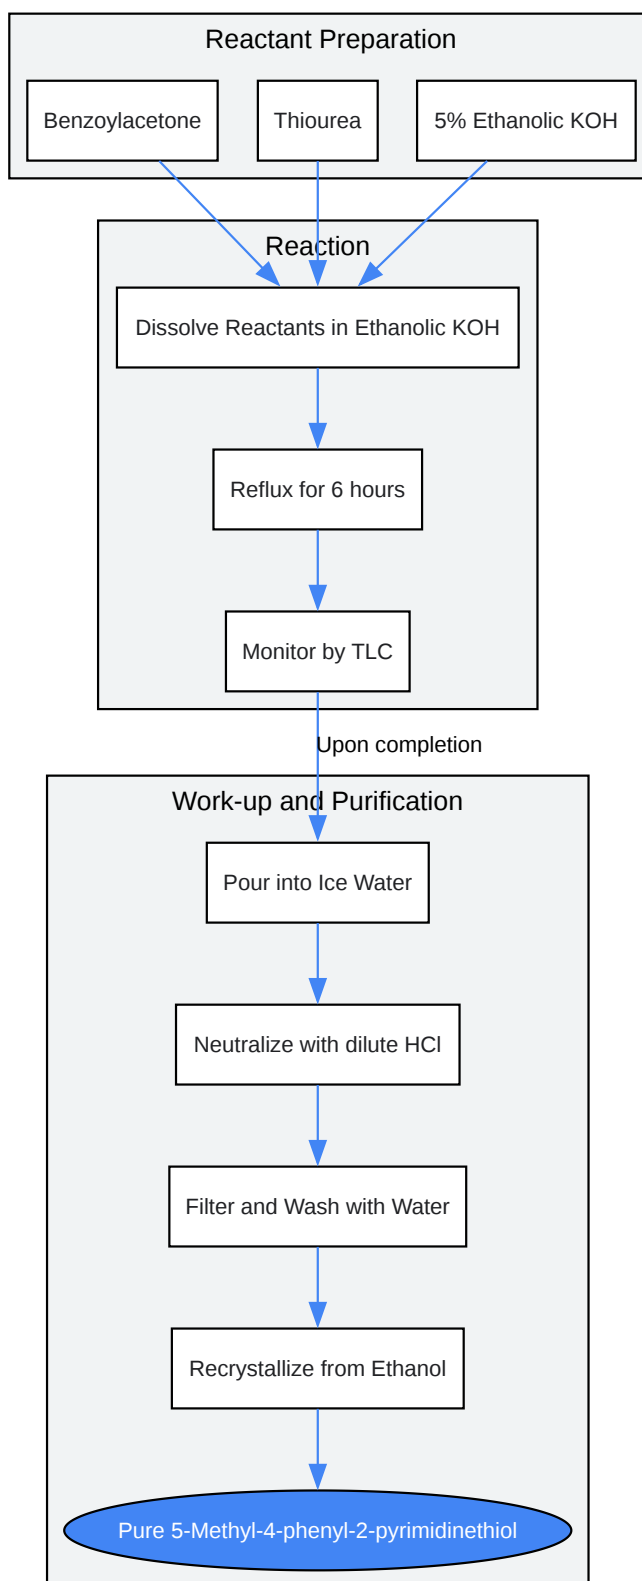 Reactant Preparation
Benzoylacetone
Thiourea
5% Ethanolic KOH
Reaction
Dissolve Reactants in Ethanolic KOH
Reflux for 6 hours
Monitor by TLC
Upon completion
Work-up and Purification
Pour into Ice Water
Neutralize with dilute HCl
Filter and Wash with Water
Recrystallize from Ethanol
Pure 5-Methyl-4-phenyl-2-pyrimidinethiol